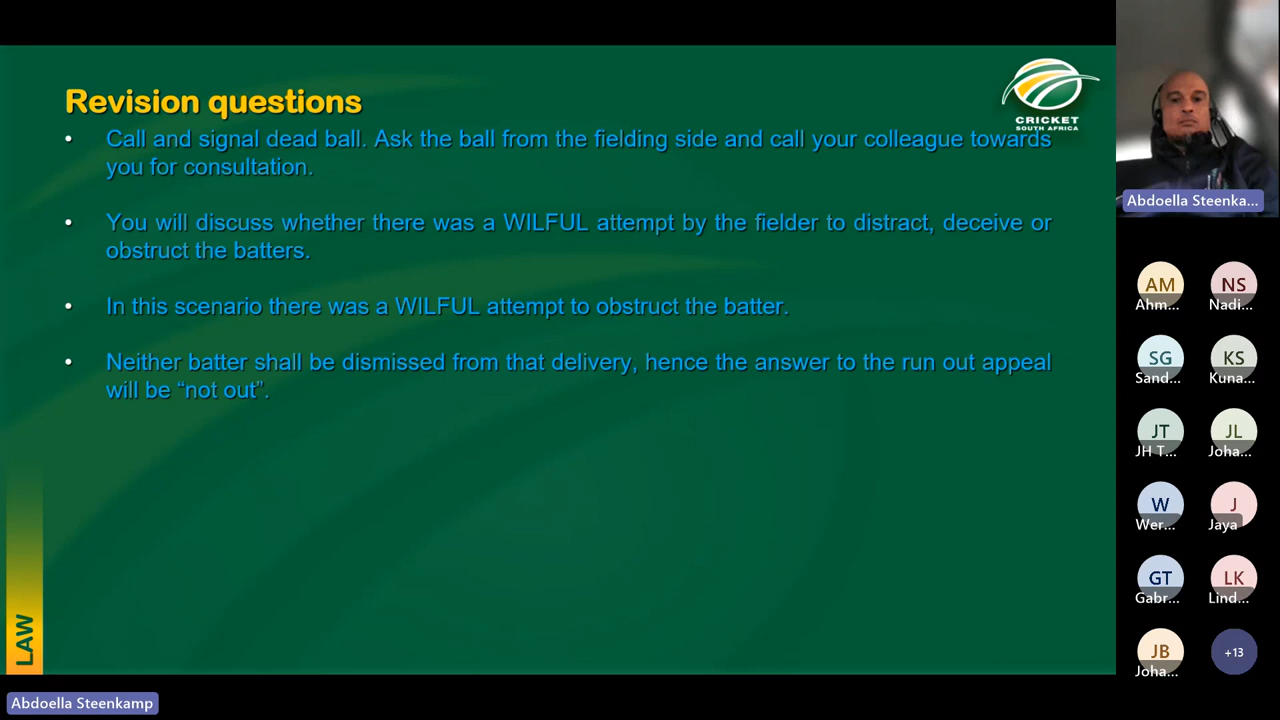 Revision questions
CRICKET
SOUTH AFRICA
• Call and signal dead ball. Ask the ball from the fielding side and call your colleague towards
you for consultation.
• You will discuss whether there was a WILFUL attempt by the fielder to distract, deceive or
obstruct the batters.
• In this scenario there was a WILFUL attempt to obstruct the batter.
• Neither batter shall be dismissed from that delivery, hence the answer to the run out appeal
will be “not out”.
LAW
Abdoella Steenkamp
Abdoella Steenka...
AM
Ahm...
NS
Nadi...
SG
Sand...
KS
Kuna...
JT
JH T...
JL
Joha...
W
Wer...
J
Jaya
GT
Gabr...
LK
Lind...
JB
Joha...
+13